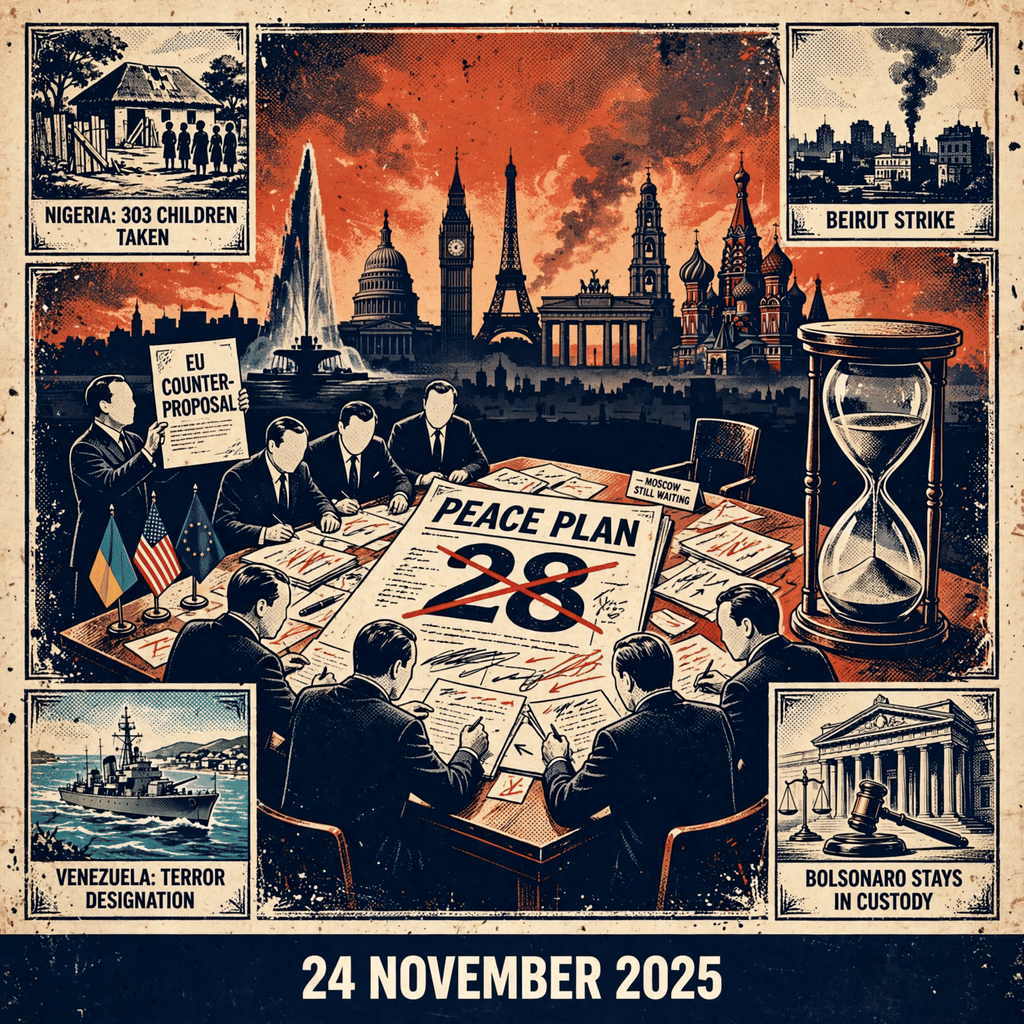 NIGERIA: 303 CHILDREN
TAKEN
BEIRUT STRIKE
EU
COUNTER-
PROPOSAL
— MOSCOW —
STILL WAITING
PEACE PLAN
28
VENEZUELA: TERROR
DESIGNATION
BOLSONARO STAYS
IN CUSTODY
24 NOVEMBER 2025